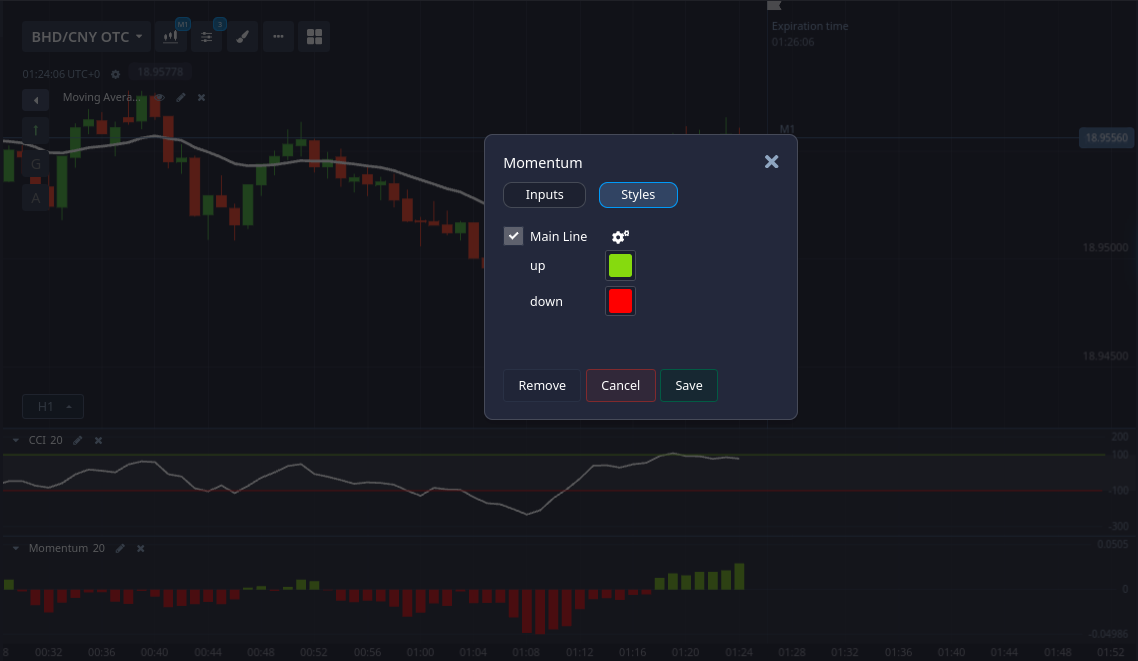 Expiration time
01:26:06
M1
3
BHD/CNY OTC
01:24:06 UTC+0
18.95778
Moving Avera...
G
A
M1
18.95560
18.95000
18.94500
Momentum
Inputs
Styles
Main Line
up
down
Remove
Cancel
Save
H1
CCI 20
200
100
-100
-300
Momentum 20
0.0505
0
-0.04986
8 00:32 00:36 00:40 00:44 00:48 00:52 00:56 01:00 01:04 01:08 01:12 01:16 01:20 01:24 01:28 01:32 01:36 01:40 01:44 01:48 01:52